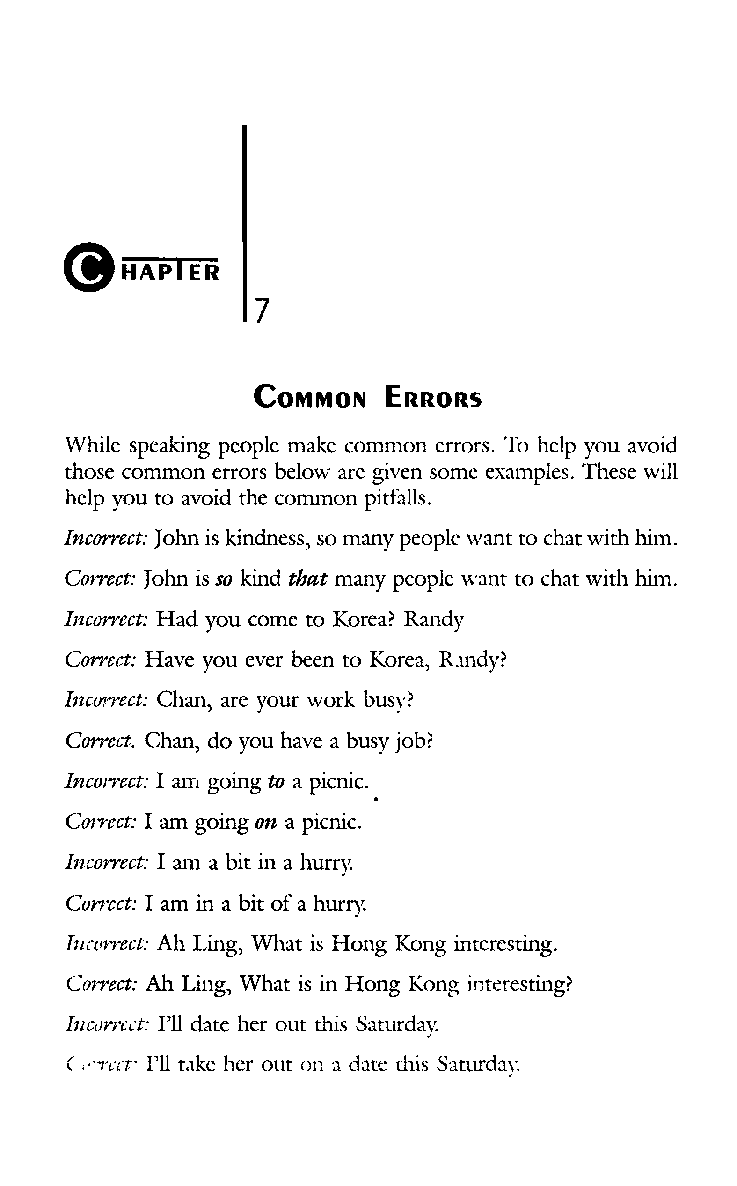 CHAPTER
7
COMMON ERRORS
While speaking people make common errors. To help you avoid
those common errors below are given some examples. These will
help you to avoid the common pitfalls.
Incorrect: John is kindness, so many people want to chat with him.
Correct: John is so kind that many people want to chat with him.
Incorrect: Had you come to Korea? Randy
Correct: Have you ever been to Korea, Randy?
Incorrect: Chan, are your work busy?
Correct. Chan, do you have a busy job?
Incorrect: I am going to a picnic.
Correct: I am going on a picnic.
Incorrect: I am a bit in a hurry.
Correct: I am in a bit of a hurry.
Incorrect: Ah Ling, What is Hong Kong interesting.
Correct: Ah Ling, What is in Hong Kong interesting?
Incorrect: I'll date her out this Saturday.
Correct: I'll take her out on a date this Saturday.